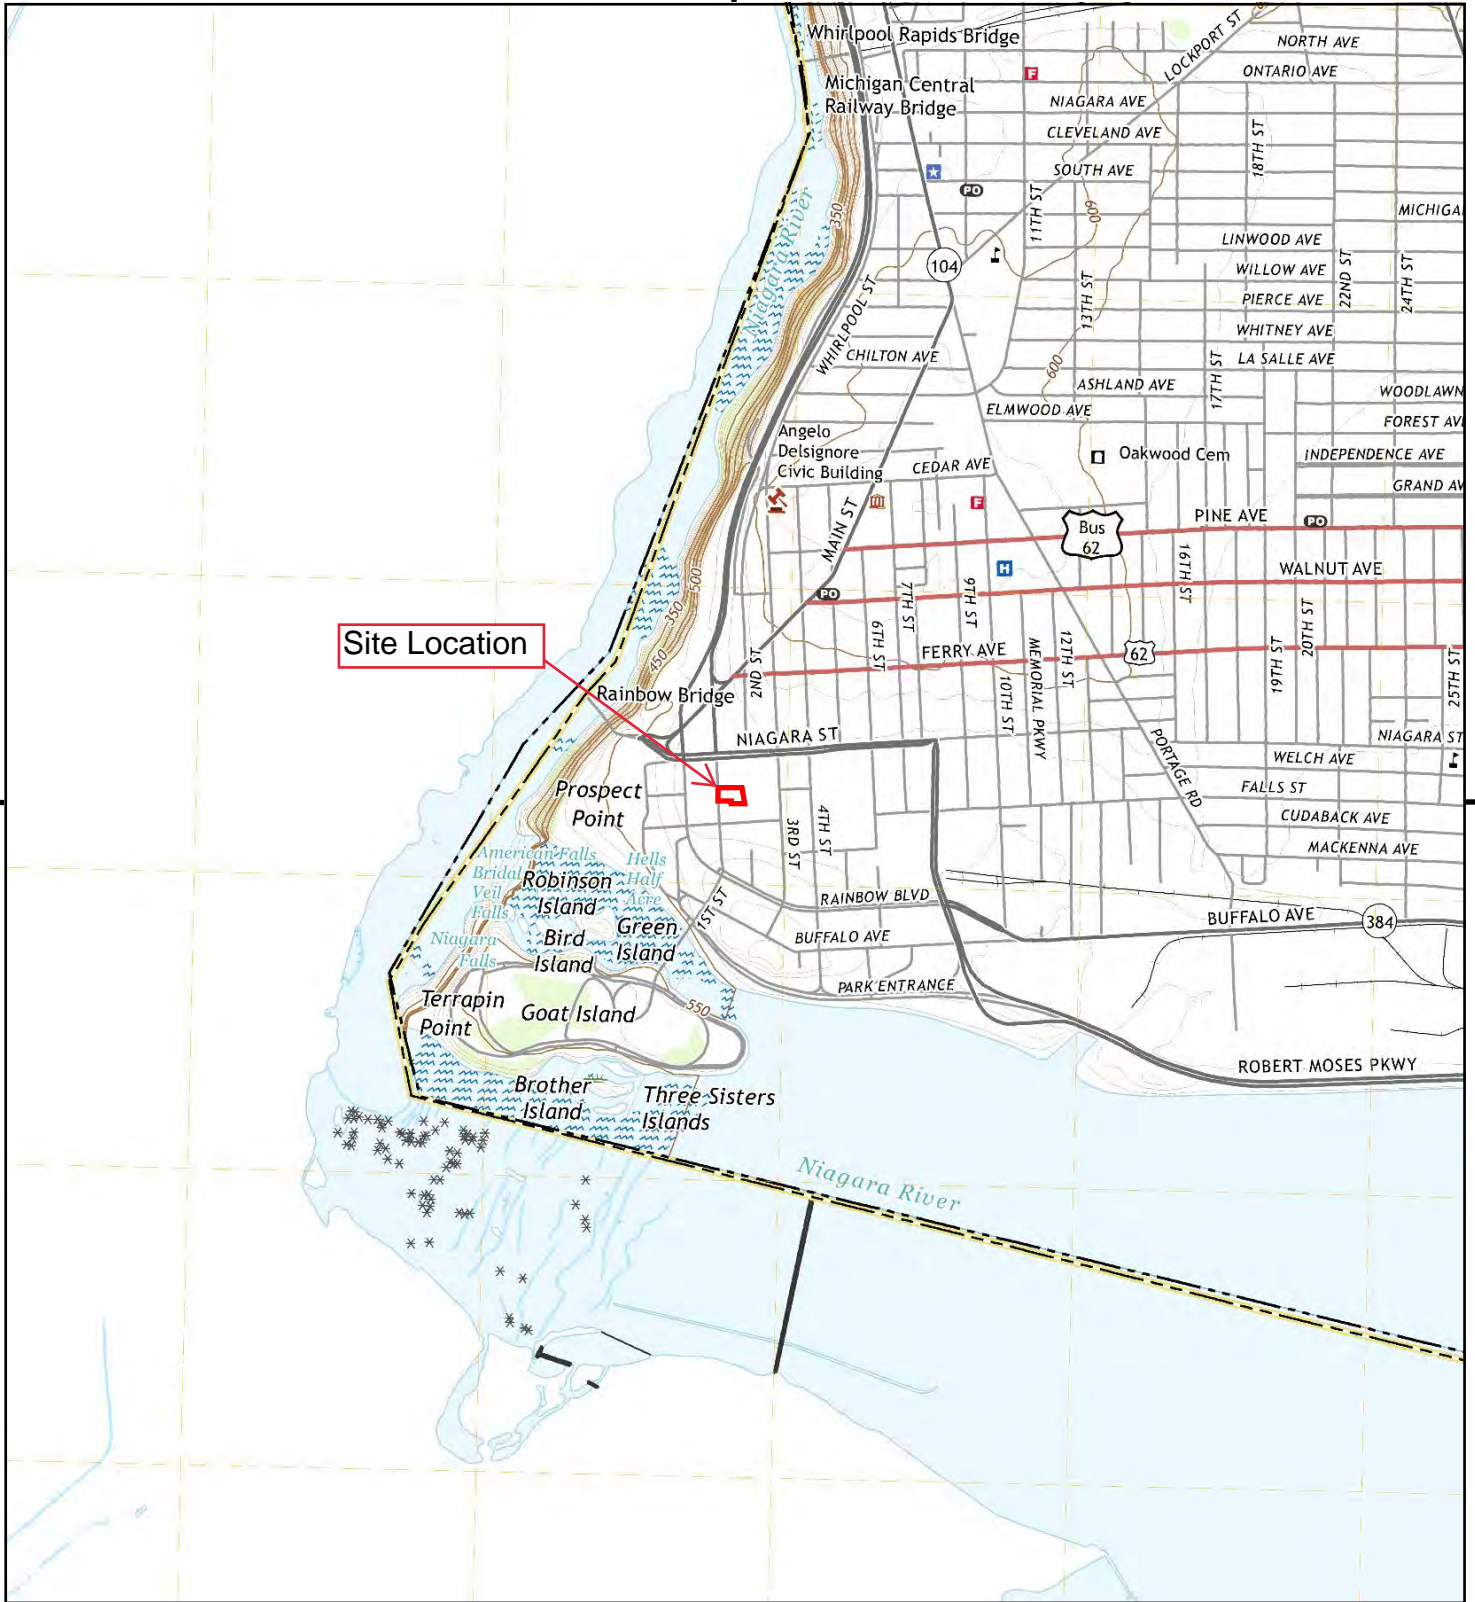 Whirlpool Rapids Bridge
LOCKPORT ST
NORTH AVE
ONTARIO AVE
F
Michigan Central
Railway Bridge
NIAGARA AVE
CLEVELAND AVE
18TH ST
SOUTH AVE
PO
11TH ST
600
MICHIGA
Niagara River
350
LINWOOD AVE
104
WILLOW AVE
22ND ST
24TH ST
PIERCE AVE
13TH ST
WHIRLPOOL ST
WHITNEY AVE
CHILTON AVE
LA SALLE AVE
600
17TH ST
ASHLAND AVE
WOODLAWN
ELMWOOD AVE
FOREST AV
Angelo
Delsignore
Civic Building
CEDAR AVE
Oakwood Cem
INDEPENDENCE AVE
GRAND AV
F
MAIN ST
Bus
62
PINE AVE
PO
16TH ST
H
WALNUT AVE
500
350
PO
7TH ST
9TH ST
6TH ST
20TH ST
Site Location
450
2ND ST
FERRY AVE
MEMORIAL PKWY
12TH ST
62
19TH ST
25TH ST
Rainbow Bridge
10TH ST
NIAGARA ST
PORTAGE RD
NIAGARA ST
WELCH AVE
Prospect
Point
FALLS ST
3RD ST
4TH ST
CUDABACK AVE
MACKENNA AVE
American Falls
Hells
Half
Acre
Bridal
Veil
Falls
Robinson
Island
1ST ST
RAINBOW BLVD
BUFFALO AVE
384
Green
Island
Bird
Island
BUFFALO AVE
Niagara
Falls
PARK ENTRANCE
Terrapin
Point
Goat Island
550
ROBERT MOSES PKWY
Brother
Island
Three Sisters
Islands
Niagara River